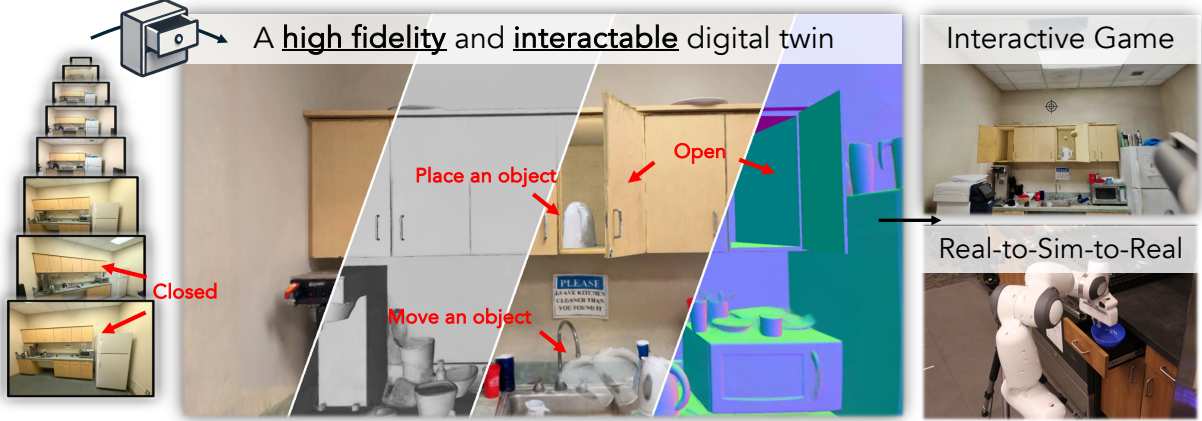 A high fidelity and interactable digital twin
Interactive Game
Open
Place an object
Real-to-Sim-to-Real
PLEASE
LEAVE KITCHEN
CLEANER THAN
YOU FOUND IT
Closed
Move an object